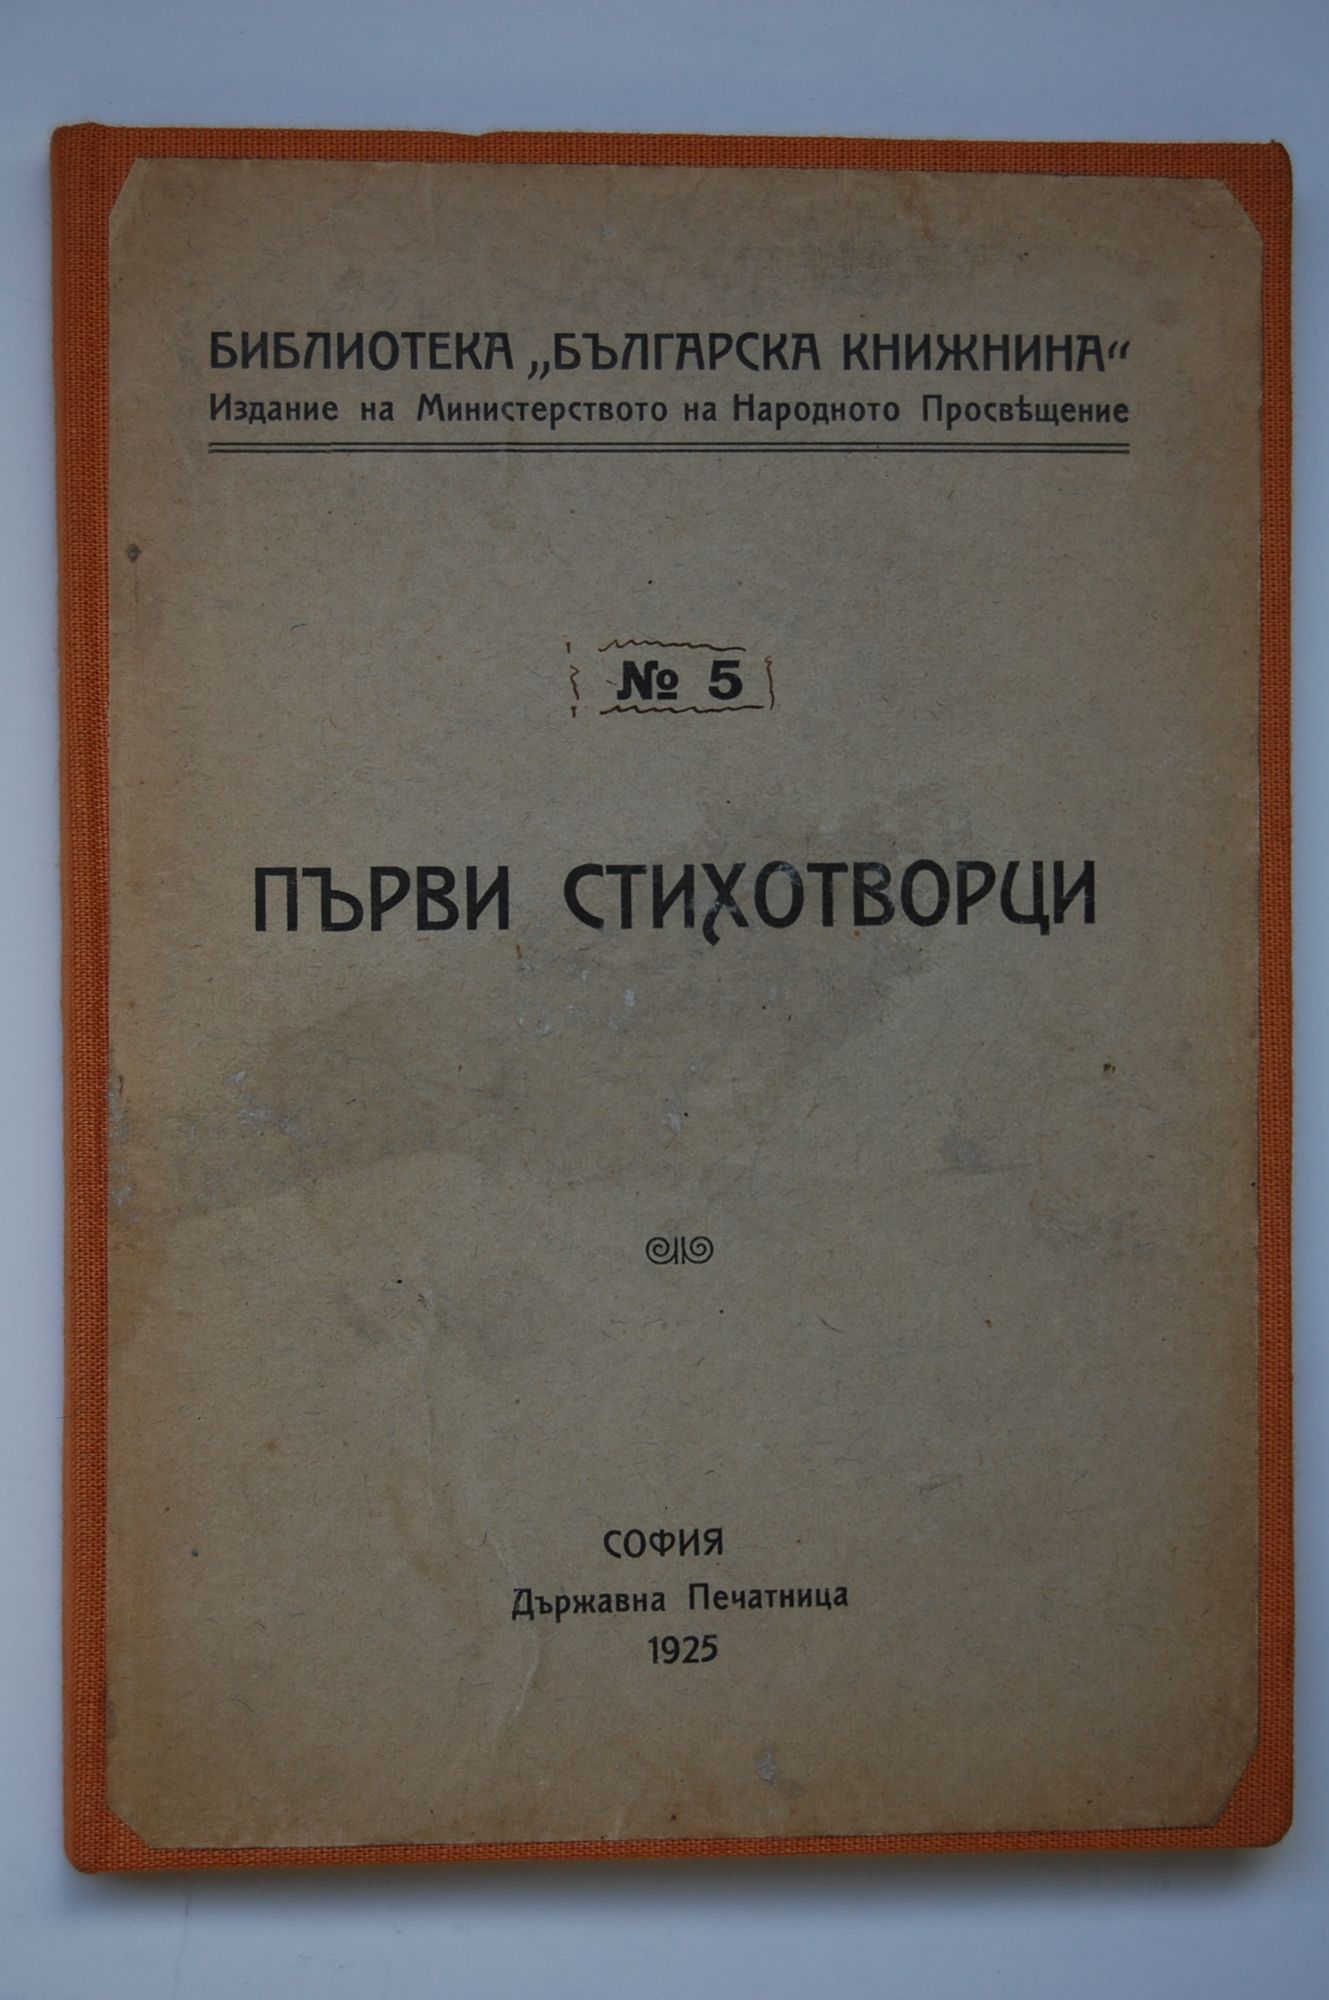 БИБЛИОТЕКА „БЪЛГАРСКА КНИЖНИНА“
Издание на Министерството на Народното Просвѣщение
№ 5
ПЪРВИ СТИХОТВОРЦИ
СОФИЯ
Държавна Печатница
1925